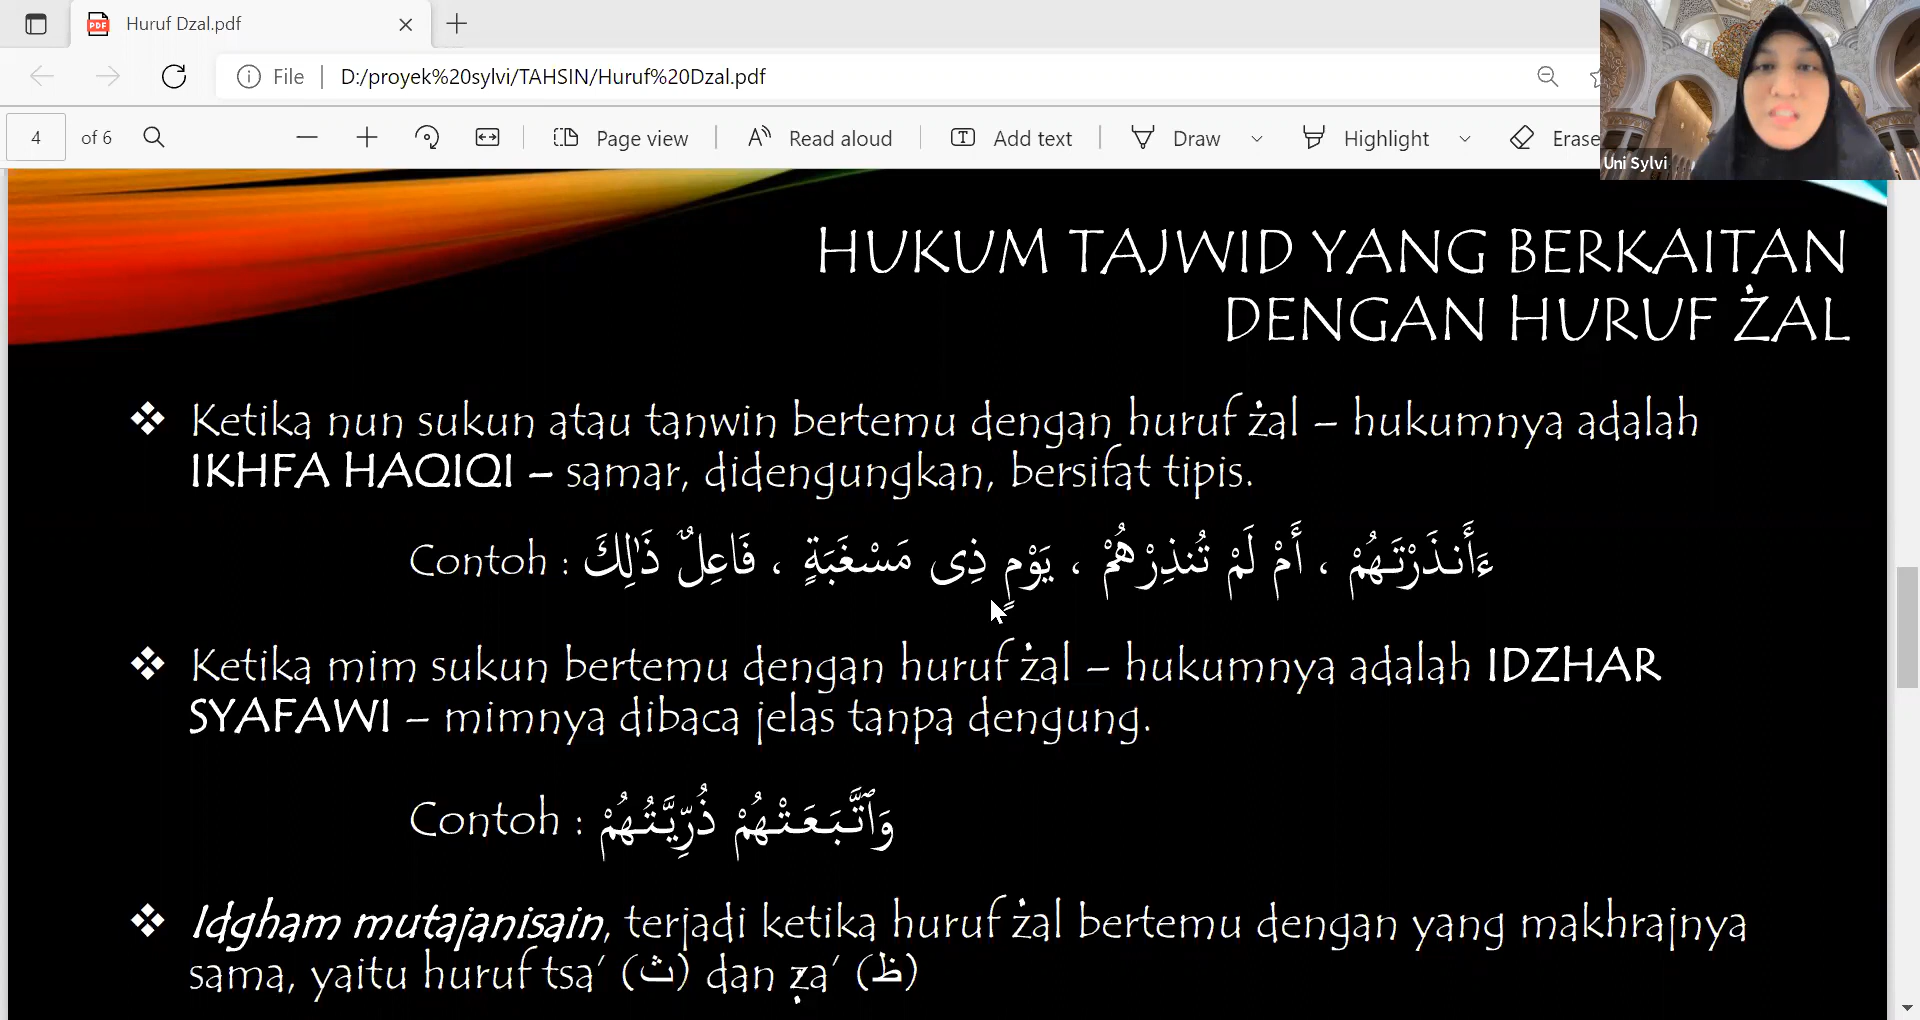 Huruf Dzal.pdf
File | D:/proyek%20sylvi/TAHSIN/Huruf%20Dzal.pdf
4 of 6 Page view Read aloud Add text Draw Highlight Erase
Uni Sylvi
HUKUM TAJWID YANG BERKAITAN
DENGAN HURUF ŻAL
❖ Ketika nun sukun atau tanwin bertemu dengan huruf żal – hukumnya adalah
IKHFA HAQIQI – samar, didengungkan, bersifat tipis.
Contoh : ءَأَنذَرْتَهُمْ ، أَمْ لَمْ تُنذِرْهُمْ ، يَوْمٍ ذِى مَسْغَبَةٍ ، فَاعِلٌ ذَٰلِكَ
❖ Ketika mim sukun bertemu dengan huruf żal – hukumnya adalah IDZHAR
SYAFAWI – mimnya dibaca jelas tanpa dengung.
Contoh : وَٱتَّبَعَتْهُمْ ذُرِّيَّتُهُمْ
❖ Idgham mutajanisain, terjadi ketika huruf żal bertemu dengan yang makhrajnya
sama, yaitu huruf tsa’ (ث) dan ẓa’ (ظ)